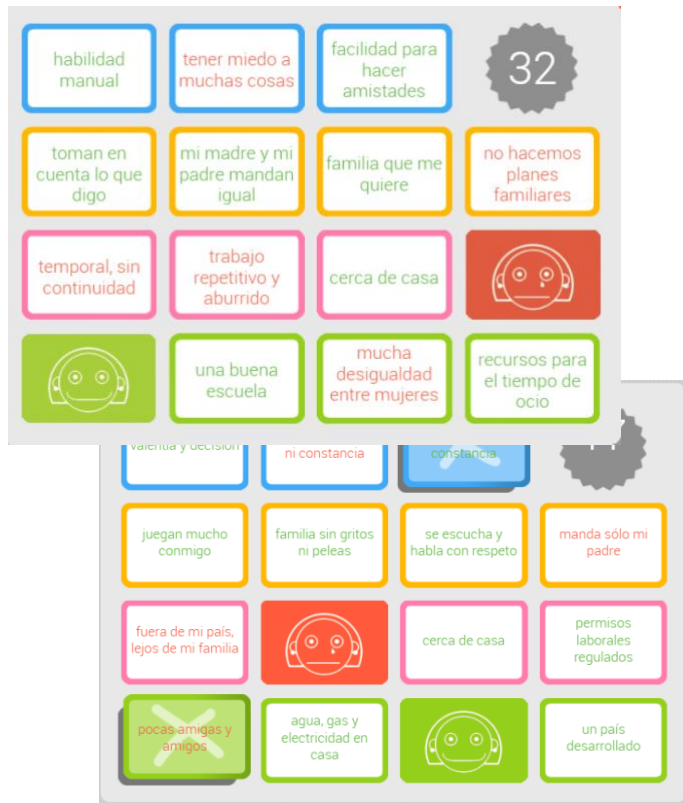 habilidad
manual
tener miedo a
muchas cosas
facilidad para
hacer
amistades
32
toman en
cuenta lo que
digo
mi madre y mi
padre mandan
igual
familia que me
quiere
no hacemos
planes
familiares
temporal, sin
continuidad
trabajo
repetitivo y
aburrido
cerca de casa
una buena
escuela
mucha
desigualdad
entre mujeres
recursos para
el tiempo de
ocio
valentía y decisión
ni constancia
constancia
juegan mucho
conmigo
familia sin gritos
ni peleas
se escucha y
habla con respeto
manda sólo mi
padre
fuera de mi país,
lejos de mi familia
cerca de casa
permisos
laborales
regulados
pocas amigas y
amigos
agua, gas y
electricidad en
casa
un país
desarrollado